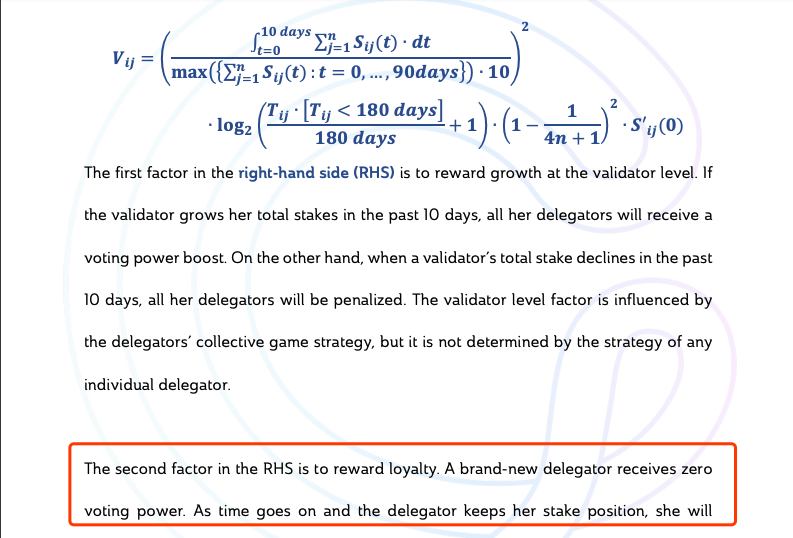 V_{ij} = \left( \frac{\int_{t=0}^{10\ days} \sum_{j=1}^{n} S_{ij}(t) \cdot dt}{\max(\{\sum_{j=1}^{n} S_{ij}(t) : t = 0, \ldots, 90days\}) \cdot 10} \right)^2
\cdot \log_2 \left( \frac{T_{ij} \cdot [T_{ij} < 180\ days]}{180\ days} + 1 \right) \cdot \left( 1 - \frac{1}{4n + 1} \right)^2 \cdot S'_{ij}(0)
The first factor in the right-hand side (RHS) is to reward growth at the validator level. If
the validator grows her total stakes in the past 10 days, all her delegators will receive a
voting power boost. On the other hand, when a validator’s total stake declines in the past
10 days, all her delegators will be penalized. The validator level factor is influenced by
the delegators’ collective game strategy, but it is not determined by the strategy of any
individual delegator.
The second factor in the RHS is to reward loyalty. A brand-new delegator receives zero
voting power. As time goes on and the delegator keeps her stake position, she will